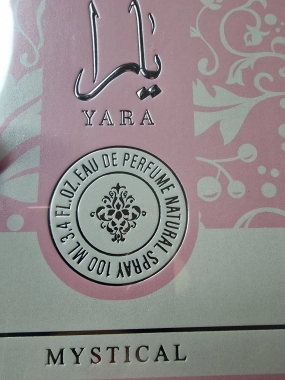 يارا
YARA
EAU DE PERFUME NATURAL SPRAY 100 ML 3.4 FL.OZ.
MYSTICAL